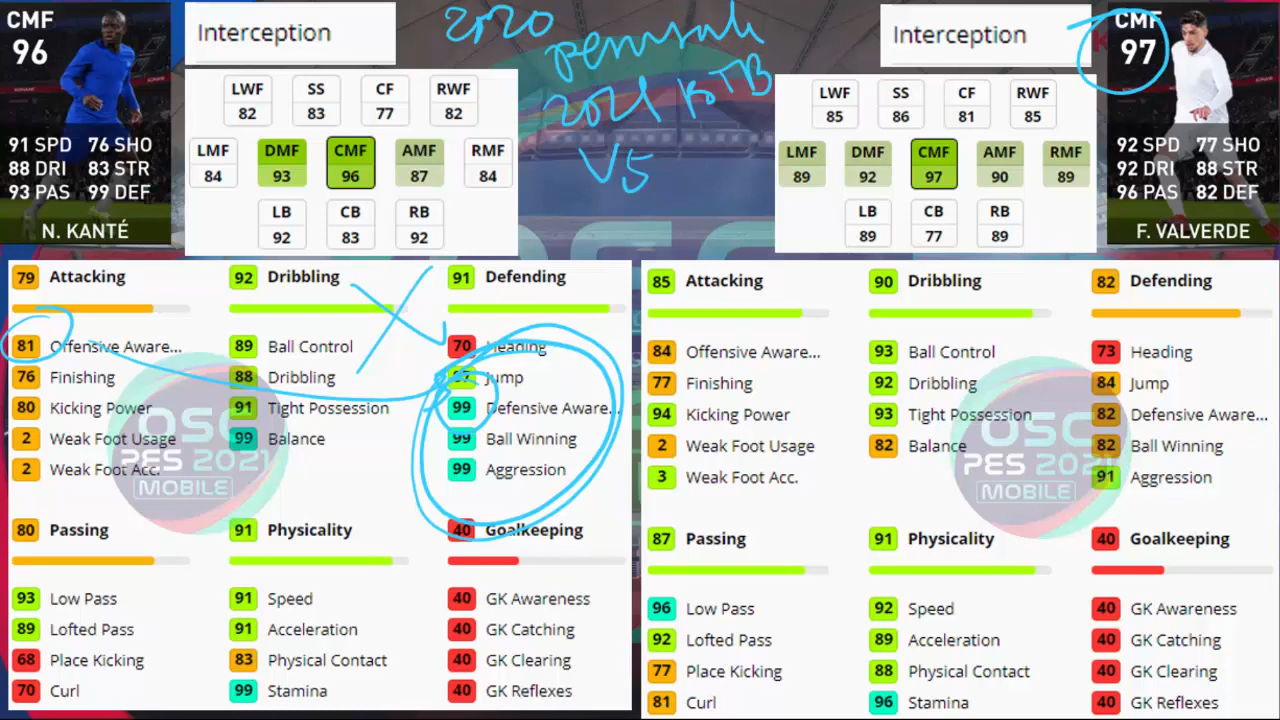 CMF
96
91 SPD 76 SHO
88 DRI 83 STR
93 PAS 99 DEF
N. KANTÉ
Interception
LWF SS CF RWF
82 83 77 82
LMF DMF CMF AMF RMF
84 93 96 87 84
LB CB RB
92 83 92
2020
2021
V5
Interception
LWF SS CF RWF
85 86 81 85
LMF DMF CMF AMF RMF
89 92 97 90 89
LB CB RB
89 77 89
CMF
97
92 SPD 77 SHO
92 DRI 88 STR
96 PAS 82 DEF
F. VALVERDE
79 Attacking
81 Offensive Aware...
76 Finishing
80 Kicking Power
2 Weak Foot Usage
2 Weak Foot Acc.
92 Dribbling
89 Ball Control
88 Dribbling
91 Tight Possession
99 Balance
91 Defending
70 Heading
Jump
99 Defensive Aware...
99 Ball Winning
99 Aggression
80 Passing
93 Low Pass
89 Lofted Pass
68 Place Kicking
70 Curl
91 Physicality
91 Speed
91 Acceleration
83 Physical Contact
99 Stamina
40 Goalkeeping
40 GK Awareness
40 GK Catching
40 GK Clearing
40 GK Reflexes
OSC
PES 2021
MOBILE
85 Attacking
84 Offensive Aware...
77 Finishing
94 Kicking Power
2 Weak Foot Usage
3 Weak Foot Acc.
90 Dribbling
93 Ball Control
92 Dribbling
93 Tight Possession
82 Balance
82 Defending
73 Heading
84 Jump
82 Defensive Aware...
82 Ball Winning
91 Aggression
87 Passing
96 Low Pass
92 Lofted Pass
77 Place Kicking
81 Curl
91 Physicality
92 Speed
89 Acceleration
88 Physical Contact
96 Stamina
40 Goalkeeping
40 GK Awareness
40 GK Catching
40 GK Clearing
40 GK Reflexes
OSC
PES 2021
MOBILE